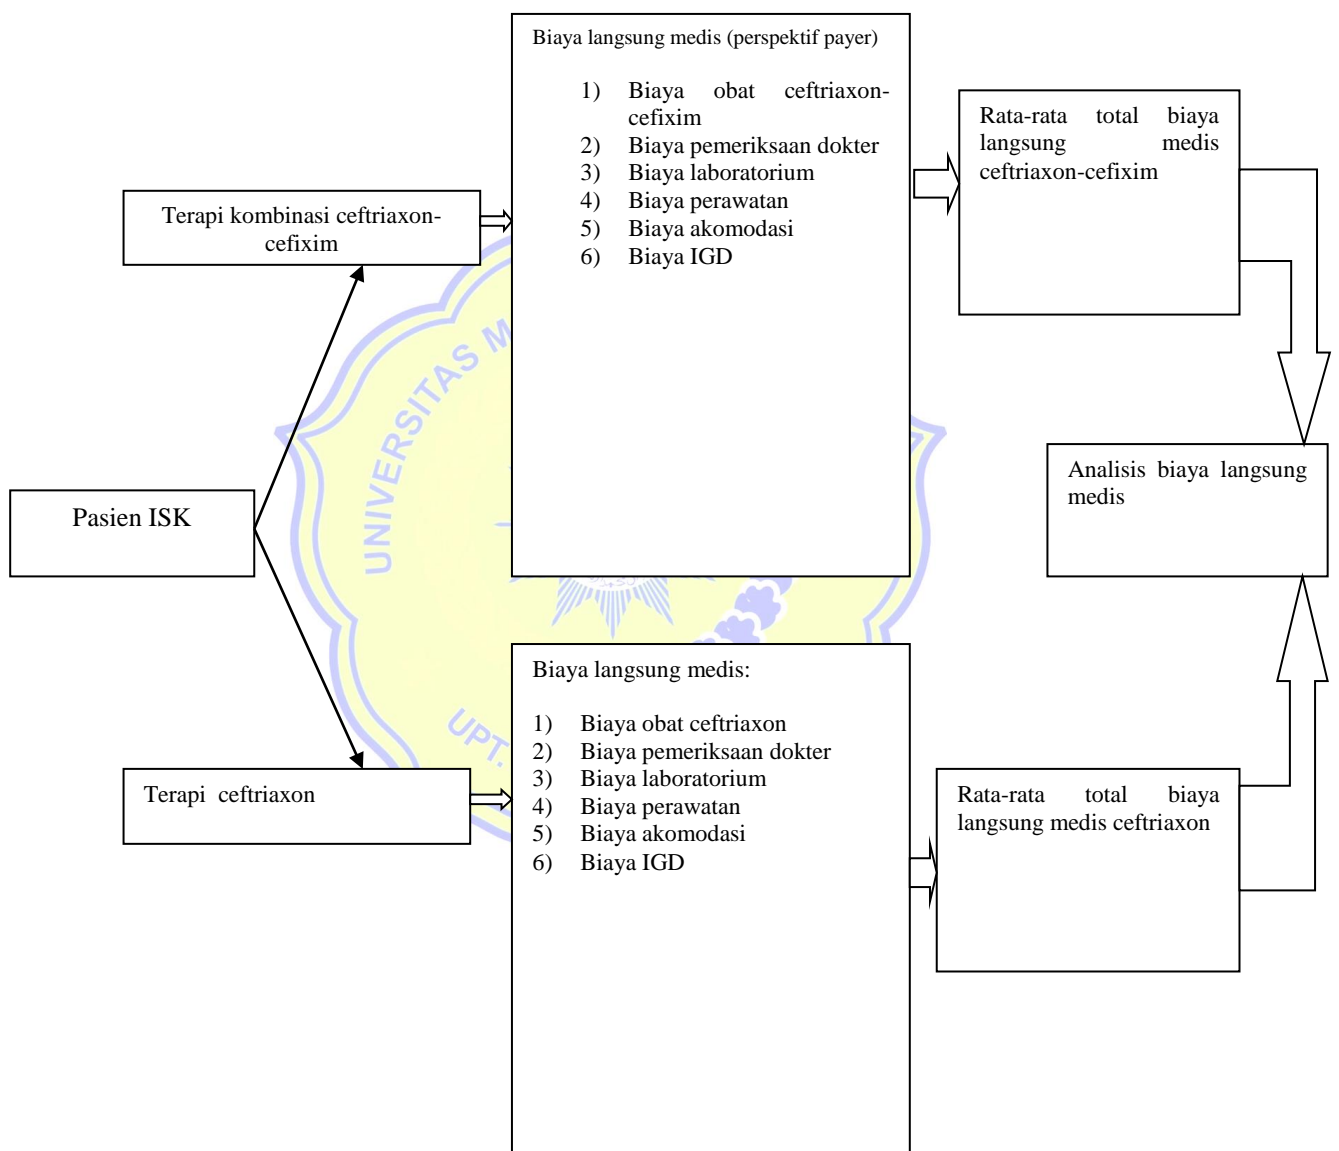 Biaya langsung medis (perspektif payer)
1) Biaya obat ceftriaxon-
cefixim
2) Biaya pemeriksaan dokter
3) Biaya laboratorium
4) Biaya perawatan
5) Biaya akomodasi
6) Biaya IGD
Rata-rata total biaya
langsung medis
ceftriaxon-cefixim
Terapi kombinasi ceftriaxon-
cefixim
Analisis biaya langsung
medis
Pasien ISK
UNIVERSITAS M
UPT.
Biaya langsung medis:
1) Biaya obat ceftriaxon
2) Biaya pemeriksaan dokter
3) Biaya laboratorium
4) Biaya perawatan
5) Biaya akomodasi
6) Biaya IGD
Terapi ceftriaxon
Rata-rata total biaya
langsung medis ceftriaxon